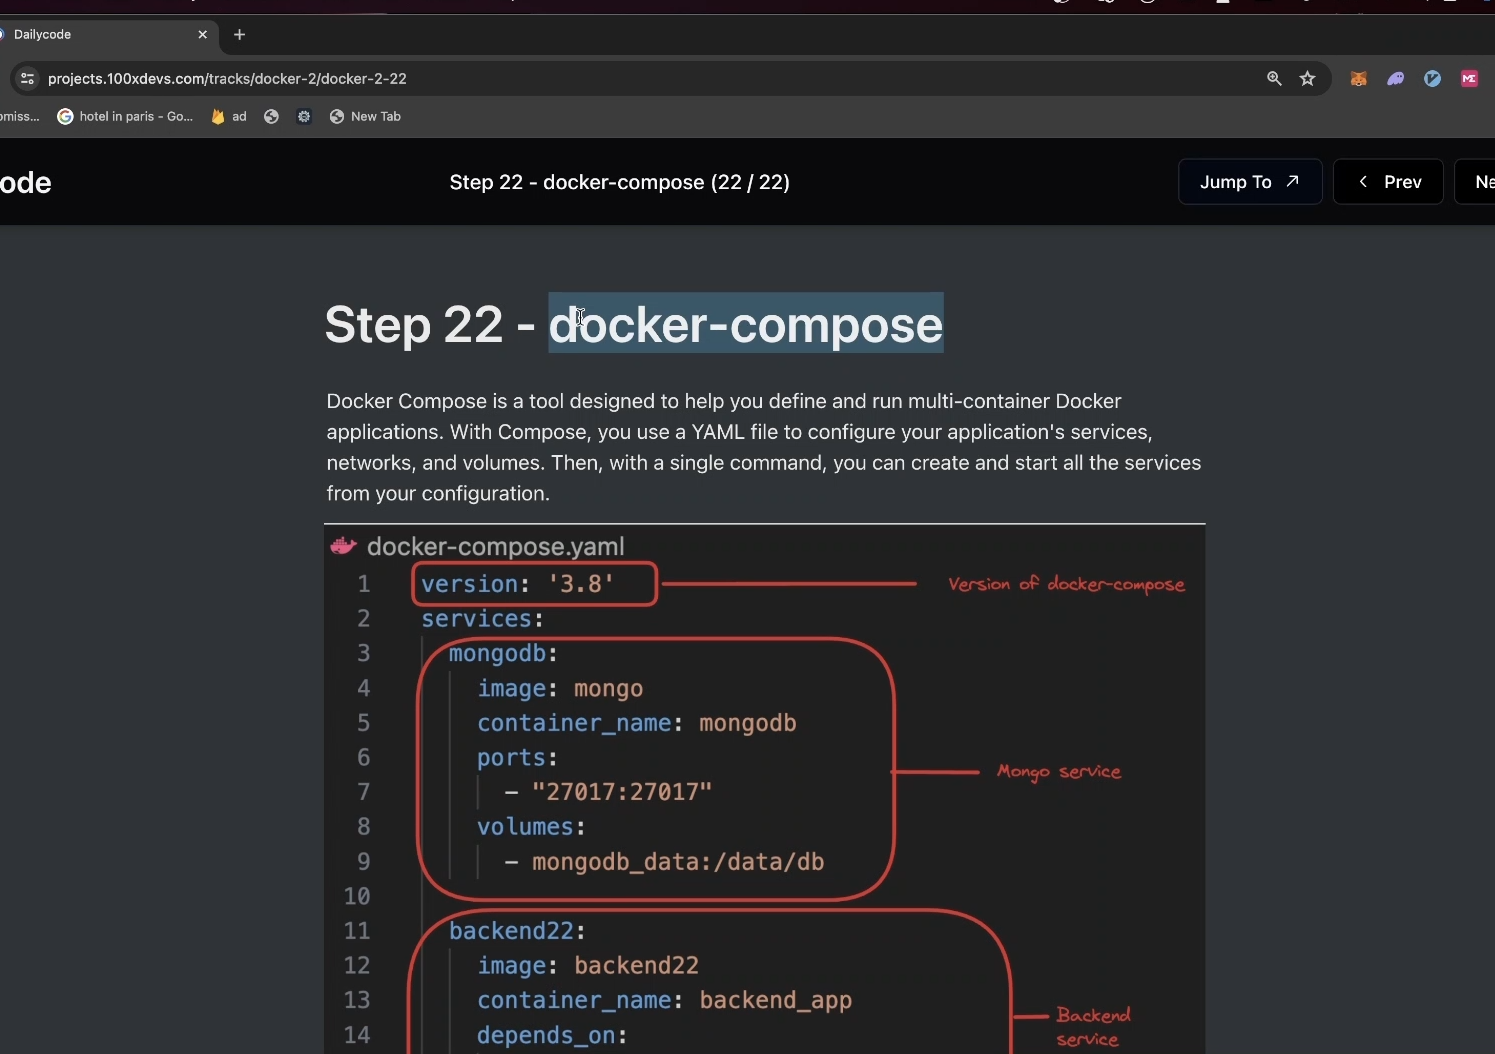 Dailycode
projects.100xdevs.com/tracks/docker-2/docker-2-22
omiss...
hotel in paris - Go...
ad
New Tab
ode
Step 22 - docker-compose (22 / 22)
Jump To
Prev
Ne
Step 22 - docker-compose
Docker Compose is a tool designed to help you define and run multi-container Docker
applications. With Compose, you use a YAML file to configure your application's services,
networks, and volumes. Then, with a single command, you can create and start all the services
from your configuration.
docker-compose.yaml
1 version: '3.8'
Version of docker-compose
2 services:
3 mongodb:
4 image: mongo
5 container_name: mongodb
6 ports:
7 - "27017:27017"
Mongo service
8 volumes:
9 - mongodb_data:/data/db
10
11 backend22:
12 image: backend22
13 container_name: backend_app
14 depends_on:
Backend
service